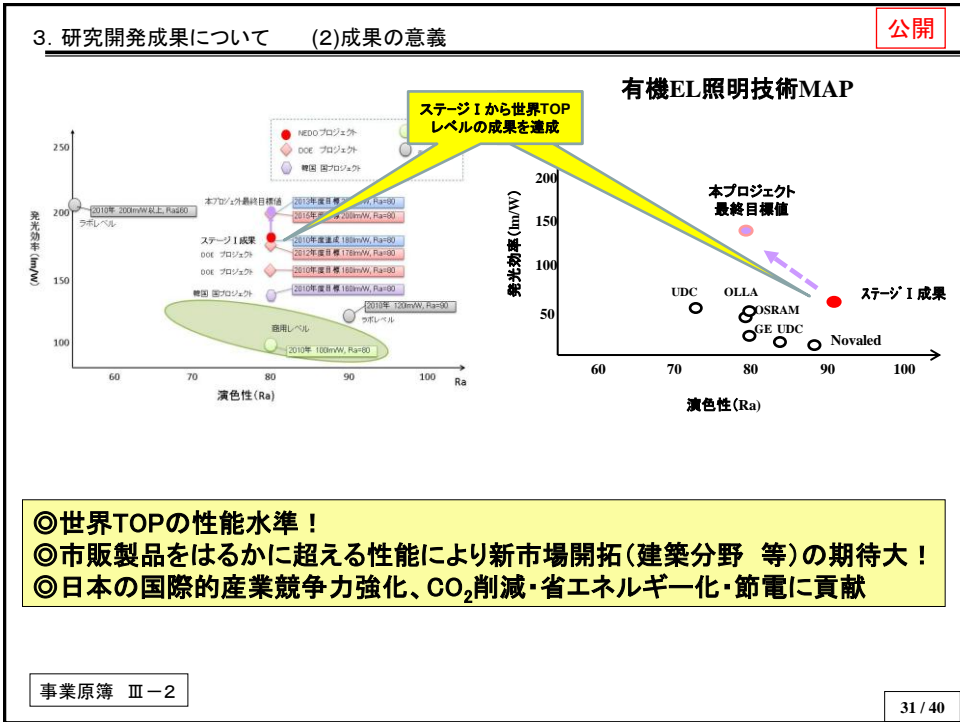 3. 研究開発成果について (2)成果の意義
公開
有機EL照明技術MAP
ステージⅠから世界TOP
レベルの成果を達成
NEDO プロジェクト
DOE プロジェクト
韓国 国プロジェクト
発光効率(lm/W)
250
200
150
100
60
70
80
90
100
Ra
演色性(Ra)
2010年 200lm/W以上, Ra≤60
ラボレベル
本プロジェクト最終目標値
2013年度目標
2015年度目標 200lm/W, Ra=80
ステージⅠ成果
2010年度達成 180lm/W, Ra=80
DOE プロジェクト
2012年度目標 176lm/W, Ra=80
DOE プロジェクト
2010年度目標 160lm/W, Ra=80
韓国 国プロジェクト
2010年 120lm/W, Ra=90
ラボレベル
商用レベル
2010年 100lm/W, Ra=80
発光効率(lm/W)
200
150
100
50
本プロジェクト
最終目標値
ステージⅠ成果
UDC
OLLA
OSRAM
GE
UDC
Novaled
60
70
80
90
100
演色性(Ra)
◎世界TOPの性能水準!
◎市販製品をはるかに超える性能により新市場開拓(建築分野 等)の期待大!
◎日本の国際的産業競争力強化、CO2削減・省エネルギー化・節電に貢献
事業原簿 Ⅲ-2
31 / 40